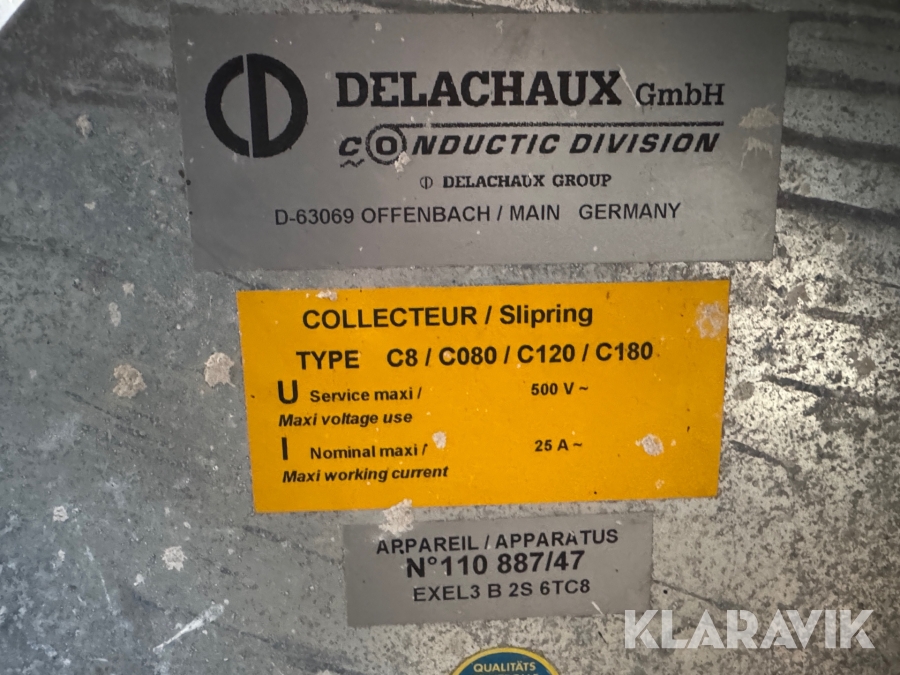 DELACHAUX GmbH
CONDUCTIC DIVISION
DELACHAUX GROUP
D-63069 OFFENBACH / MAIN GERMANY
COLLECTEUR / Slipring
TYPE C8 / C080 / C120 / C180
U Service maxi / 500 V ~
Maxi voltage use
I Nominal maxi / 25 A ~
Maxi working current
APPAREIL / APPARATUS
N°110 887/47
EXEL3 B 2S 6TC8
KLARAVIK
QUALITÄTS